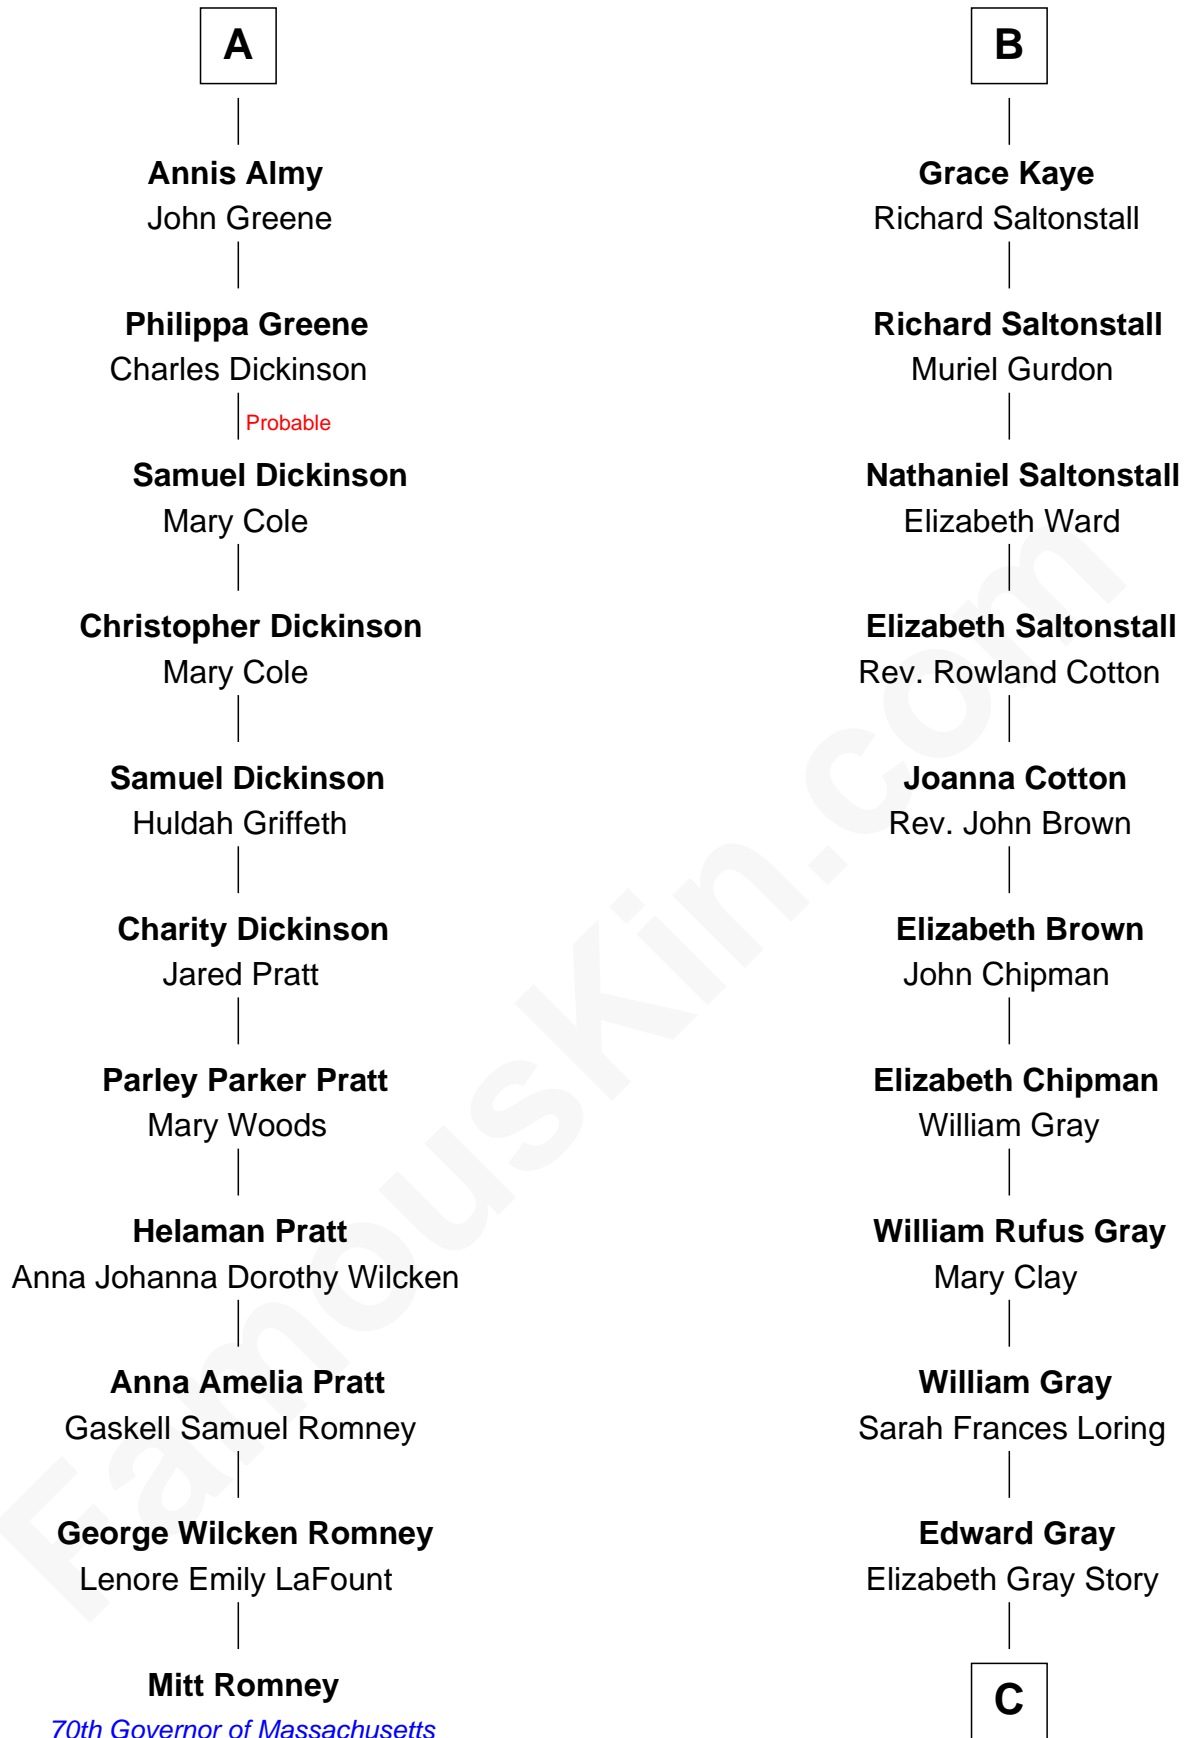 A
Annis Almy
John Greene
Philippa Greene
Charles Dickinson
Probable
Samuel Dickinson
Mary Cole
Christopher Dickinson
Mary Cole
Samuel Dickinson
Huldah Griffeth
Charity Dickinson
Jared Pratt
Parley Parker Pratt
Mary Woods
Helaman Pratt
Anna Johanna Dorothy Wilcken
Anna Amelia Pratt
Gaskell Samuel Romney
George Wilcken Romney
Lenore Emily LaFount
Mitt Romney
70th Governor of Massachusetts
B
Grace Kaye
Richard Saltonstall
Richard Saltonstall
Muriel Gurdon
Nathaniel Saltonstall
Elizabeth Ward
Elizabeth Saltonstall
Rev. Rowland Cotton
Joanna Cotton
Rev. John Brown
Elizabeth Brown
John Chipman
Elizabeth Chipman
William Gray
William Rufus Gray
Mary Clay
William Gray
Sarah Frances Loring
Edward Gray
Elizabeth Gray Story
C
FamousKin.com